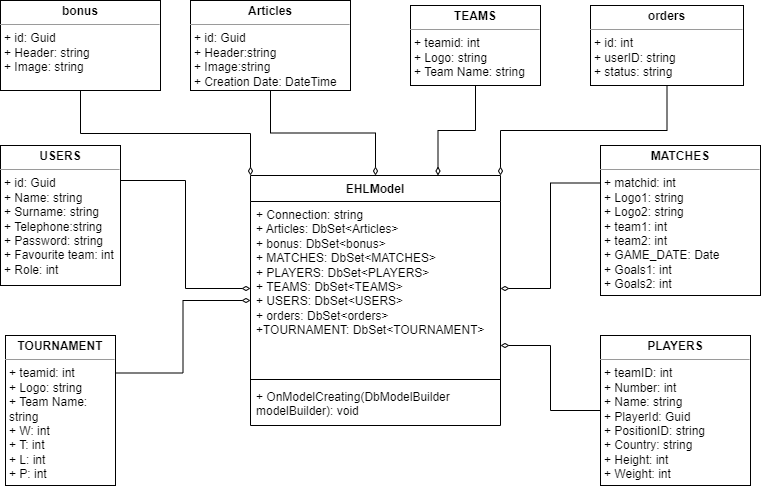 bonus
+ id: Guid
+ Header: string
+ Image: string
Articles
+ id: Guid
+ Header:string
+ Image:string
+ Creation Date: DateTime
TEAMS
+ teamid: int
+ Logo: string
+ Team Name: string
orders
+ id: int
+ userID: string
+ status: string
USERS
+ id: Guid
+ Name: string
+ Surname: string
+ Telephone:string
+ Password: string
+ Favourite team: int
+ Role: int
EHLModel
+ Connection: string
+ Articles: DbSet<Articles>
+ bonus: DbSet<bonus>
+ MATCHES: DbSet<MATCHES>
+ PLAYERS: DbSet<PLAYERS>
+ TEAMS: DbSet<TEAMS>
+ USERS: DbSet<USERS>
+ orders: DbSet<orders>
+TOURNAMENT: DbSet<TOURNAMENT>
+ OnModelCreating(DbModelBuilder
modelBuilder): void
MATCHES
+ matchid: int
+ Logo1: string
+ Logo2: string
+ team1: int
+ team2: int
+ GAME_DATE: Date
+ Goals1: int
+ Goals2: int
TOURNAMENT
+ teamid: int
+ Logo: string
+ Team Name:
string
+ W: int
+ T: int
+ L: int
+ P: int
PLAYERS
+ teamID: int
+ Number: int
+ Name: string
+ PlayerId: Guid
+ PositionID: string
+ Country: string
+ Height: int
+ Weight: int